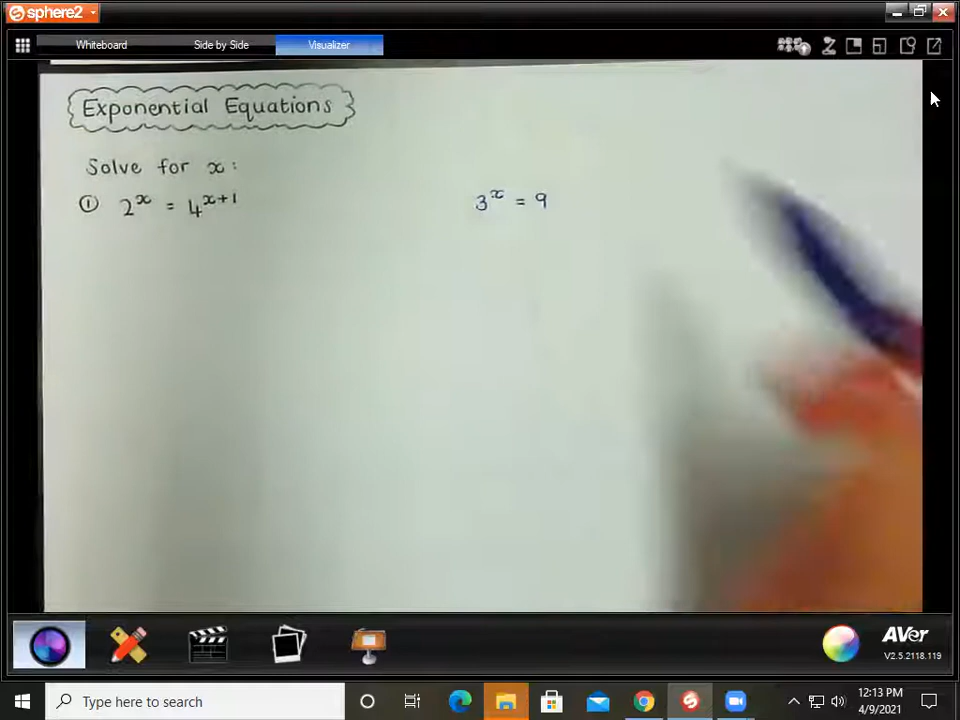 sphere2
Whiteboard
Side by Side
Visualizer
Exponential Equations
Solve for x:
① 2^x = 4^{x+1}
3^x = 9
AVer
V2.5.2118.119
Type here to search
12:13 PM
4/9/2021